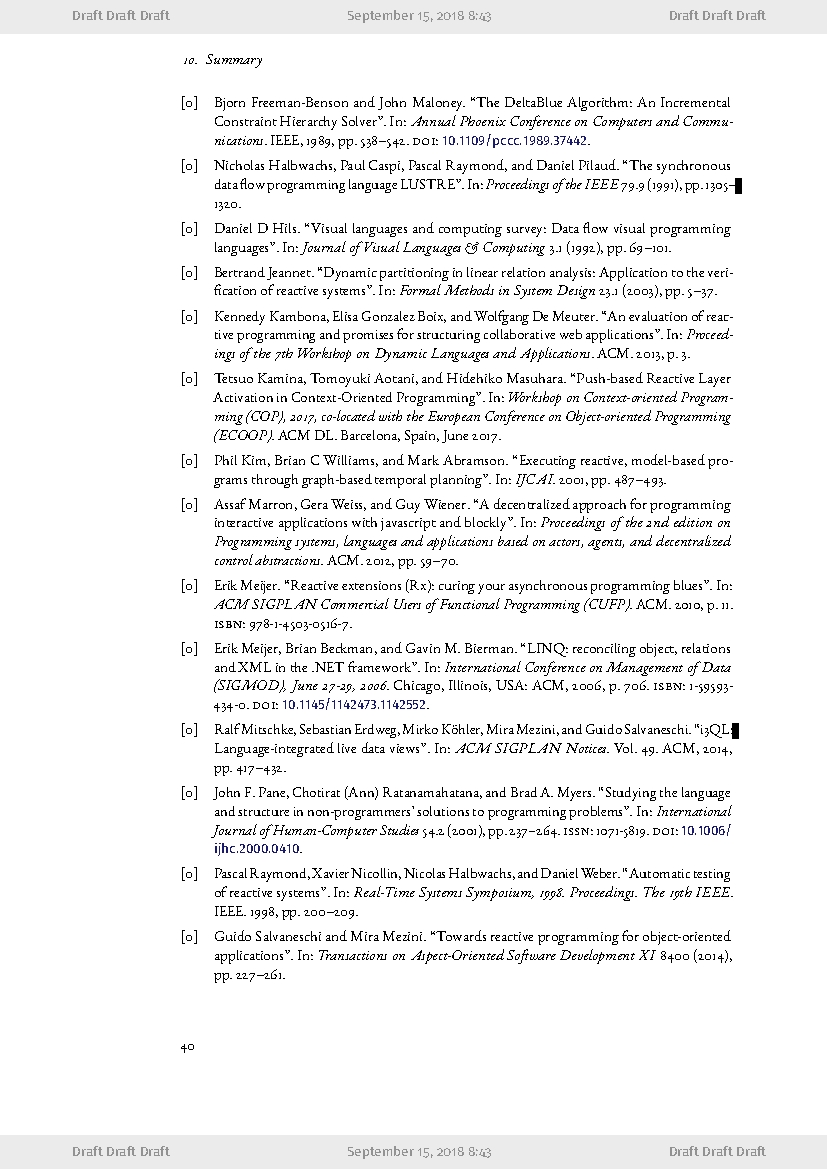 Draft Draft Draft September 15, 2018 8:43 Draft Draft Draft
10. Summary
[0] Bjorn Freeman-Benson and John Maloney. “The DeltaBlue Algorithm: An Incremental
Constraint Hierarchy Solver”. In: Annual Phoenix Conference on Computers and Commu-
nications. IEEE, 1989, pp. 538–542. DOI: 10.1109/pccc.1989.37442.
[0] Nicholas Halbwachs, Paul Caspi, Pascal Raymond, and Daniel Pilaud. “The synchronous
data flow programming language LUSTRE”. In: Proceedings of the IEEE 79.9 (1991), pp. 1305–
1320.
[0] Daniel D Hils. “Visual languages and computing survey: Data flow visual programming
languages”. In: Journal of Visual Languages & Computing 3.1 (1992), pp. 69–101.
[0] Bertrand Jeannet. “Dynamic partitioning in linear relation analysis: Application to the veri-
fication of reactive systems”. In: Formal Methods in System Design 23.1 (2003), pp. 5–37.
[0] Kennedy Kambona, Elisa Gonzalez Boix, and Wolfgang De Meuter. “An evaluation of reac-
tive programming and promises for structuring collaborative web applications”. In: Proceed-
ings of the 7th Workshop on Dynamic Languages and Applications. ACM. 2013, p. 3.
[0] Tetsuo Kamina, Tomoyuki Aotani, and Hidehiko Masuhara. “Push-based Reactive Layer
Activation in Context-Oriented Programming”. In: Workshop on Context-oriented Program-
ming (COP), 2017, co-located with the European Conference on Object-oriented Programming
(ECOOP). ACM DL. Barcelona, Spain, June 2017.
[0] Phil Kim, Brian C Williams, and Mark Abramson. “Executing reactive, model-based pro-
grams through graph-based temporal planning”. In: IJCAI. 2001, pp. 487–493.
[0] Assaf Marron, Gera Weiss, and Guy Wiener. “A decentralized approach for programming
interactive applications with javascript and blockly”. In: Proceedings of the 2nd edition on
Programming systems, languages and applications based on actors, agents, and decentralized
control abstractions. ACM. 2012, pp. 59–70.
[0] Erik Meijer. “Reactive extensions (Rx): curing your asynchronous programming blues”. In:
ACM SIGPLAN Commercial Users of Functional Programming (CUFP). ACM. 2010, p. 11.
ISBN: 978-1-4503-0516-7.
[0] Erik Meijer, Brian Beckman, and Gavin M. Bierman. “LINQ: reconciling object, relations
and XML in the .NET framework”. In: International Conference on Management of Data
(SIGMOD), June 27-29, 2006. Chicago, Illinois, USA: ACM, 2006, p. 706. ISBN: 1-59593-
434-0. DOI: 10.1145/1142473.1142552.
[0] Ralf Mitschke, Sebastian Erdweg, Mirko Köhler, Mira Mezini, and Guido Salvaneschi. “i3QL:
Language-integrated live data views”. In: ACM SIGPLAN Notices. Vol. 49. ACM, 2014,
pp. 417–432.
[0] John F. Pane, Chotirat (Ann) Ratanamahatana, and Brad A. Myers. “Studying the language
and structure in non-programmers’ solutions to programming problems”. In: International
Journal of Human-Computer Studies 54.2 (2001), pp. 237–264. ISSN: 1071-5819. DOI: 10.1006/
ijhc.2000.0410.
[0] Pascal Raymond, Xavier Nicollin, Nicolas Halbwachs, and Daniel Weber. “Automatic testing
of reactive systems”. In: Real-Time Systems Symposium, 1998. Proceedings. The 19th IEEE.
IEEE. 1998, pp. 200–209.
[0] Guido Salvaneschi and Mira Mezini. “Towards reactive programming for object-oriented
applications”. In: Transactions on Aspect-Oriented Software Development XI 8400 (2014),
pp. 227–261.
40
Draft Draft Draft September 15, 2018 8:43 Draft Draft Draft